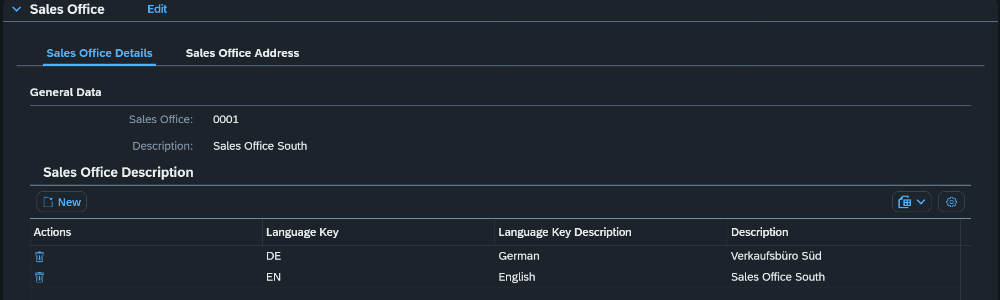 Sales Office Edit
Sales Office Details Sales Office Address
General Data
Sales Office: 0001
Description: Sales Office South
Sales Office Description
New
Actions Language Key Language Key Description Description
DE German Verkaufsbüro Süd
EN English Sales Office South